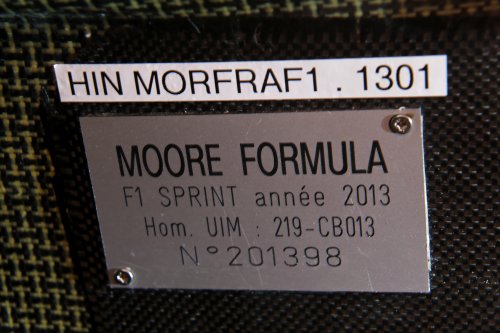 HIN MORFRAF1 . 1301
MOORE FORMULA
F1 SPRINT année 2013
Hom. UIM : 219-CB013
N°201398